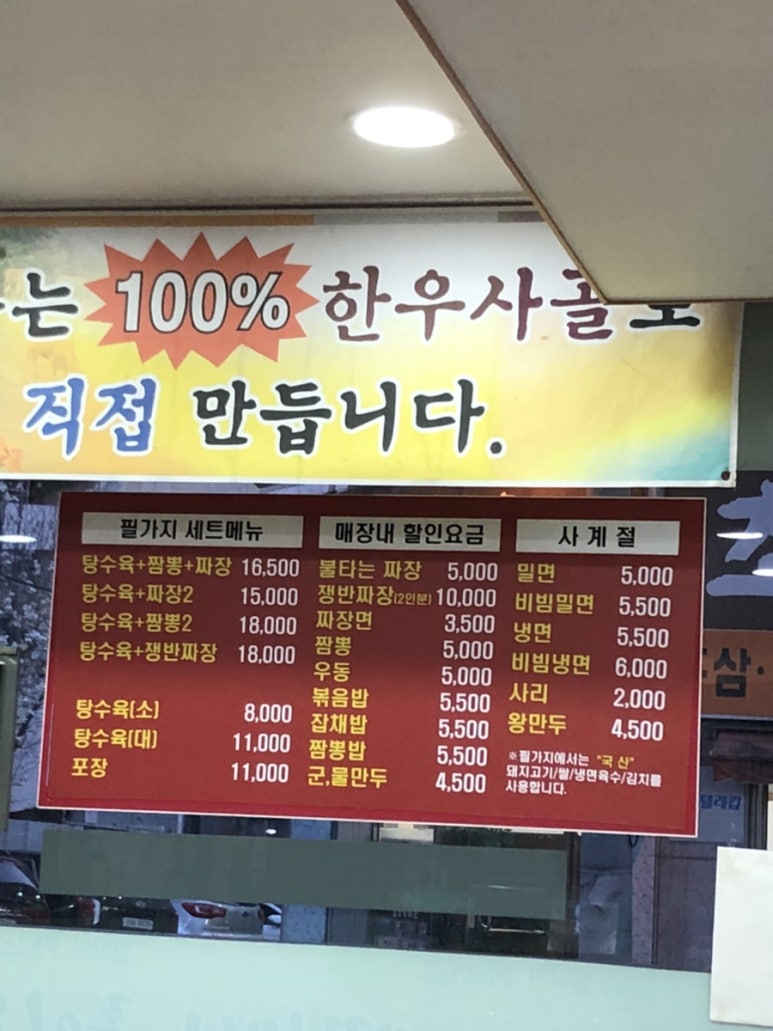 는 100% 한우사골로
직접 만듭니다.
필가지 세트메뉴
탕수육+짬뽕+짜장 16,500
탕수육+짜장2 15,000
탕수육+짬뽕2 18,000
탕수육+쟁반짜장 18,000
탕수육(소) 8,000
탕수육(대) 11,000
포장 11,000
매장내 할인요금
불타는 짜장 5,000
쟁반짜장(2인분) 10,000
짜장면 3,500
짬뽕 5,000
우동 5,000
볶음밥 5,500
잡채밥 5,500
짬뽕밥 5,500
군,물만두 4,500
사계절
밀면 5,000
비빔밀면 5,500
냉면 5,500
비빔냉면 6,000
사리 2,000
왕만두 4,500
※필가지에서는 "국산"
돼지고기/쌀/냉면육수/김치를
사용합니다.
삼